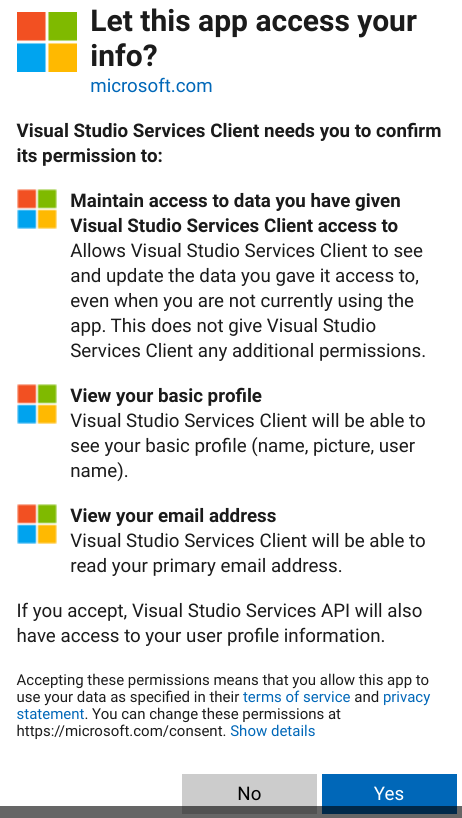 Let this app access your
info?
microsoft.com
Visual Studio Services Client needs you to confirm
its permission to:
Maintain access to data you have given
Visual Studio Services Client access to
Allows Visual Studio Services Client to see
and update the data you gave it access to,
even when you are not currently using the
app. This does not give Visual Studio
Services Client any additional permissions.
View your basic profile
Visual Studio Services Client will be able to
see your basic profile (name, picture, user
name).
View your email address
Visual Studio Services Client will be able to
read your primary email address.
If you accept, Visual Studio Services API will also
have access to your user profile information.
Accepting these permissions means that you allow this app to
use your data as specified in their terms of service and privacy
statement. You can change these permissions at
https://microsoft.com/consent. Show details
No
Yes